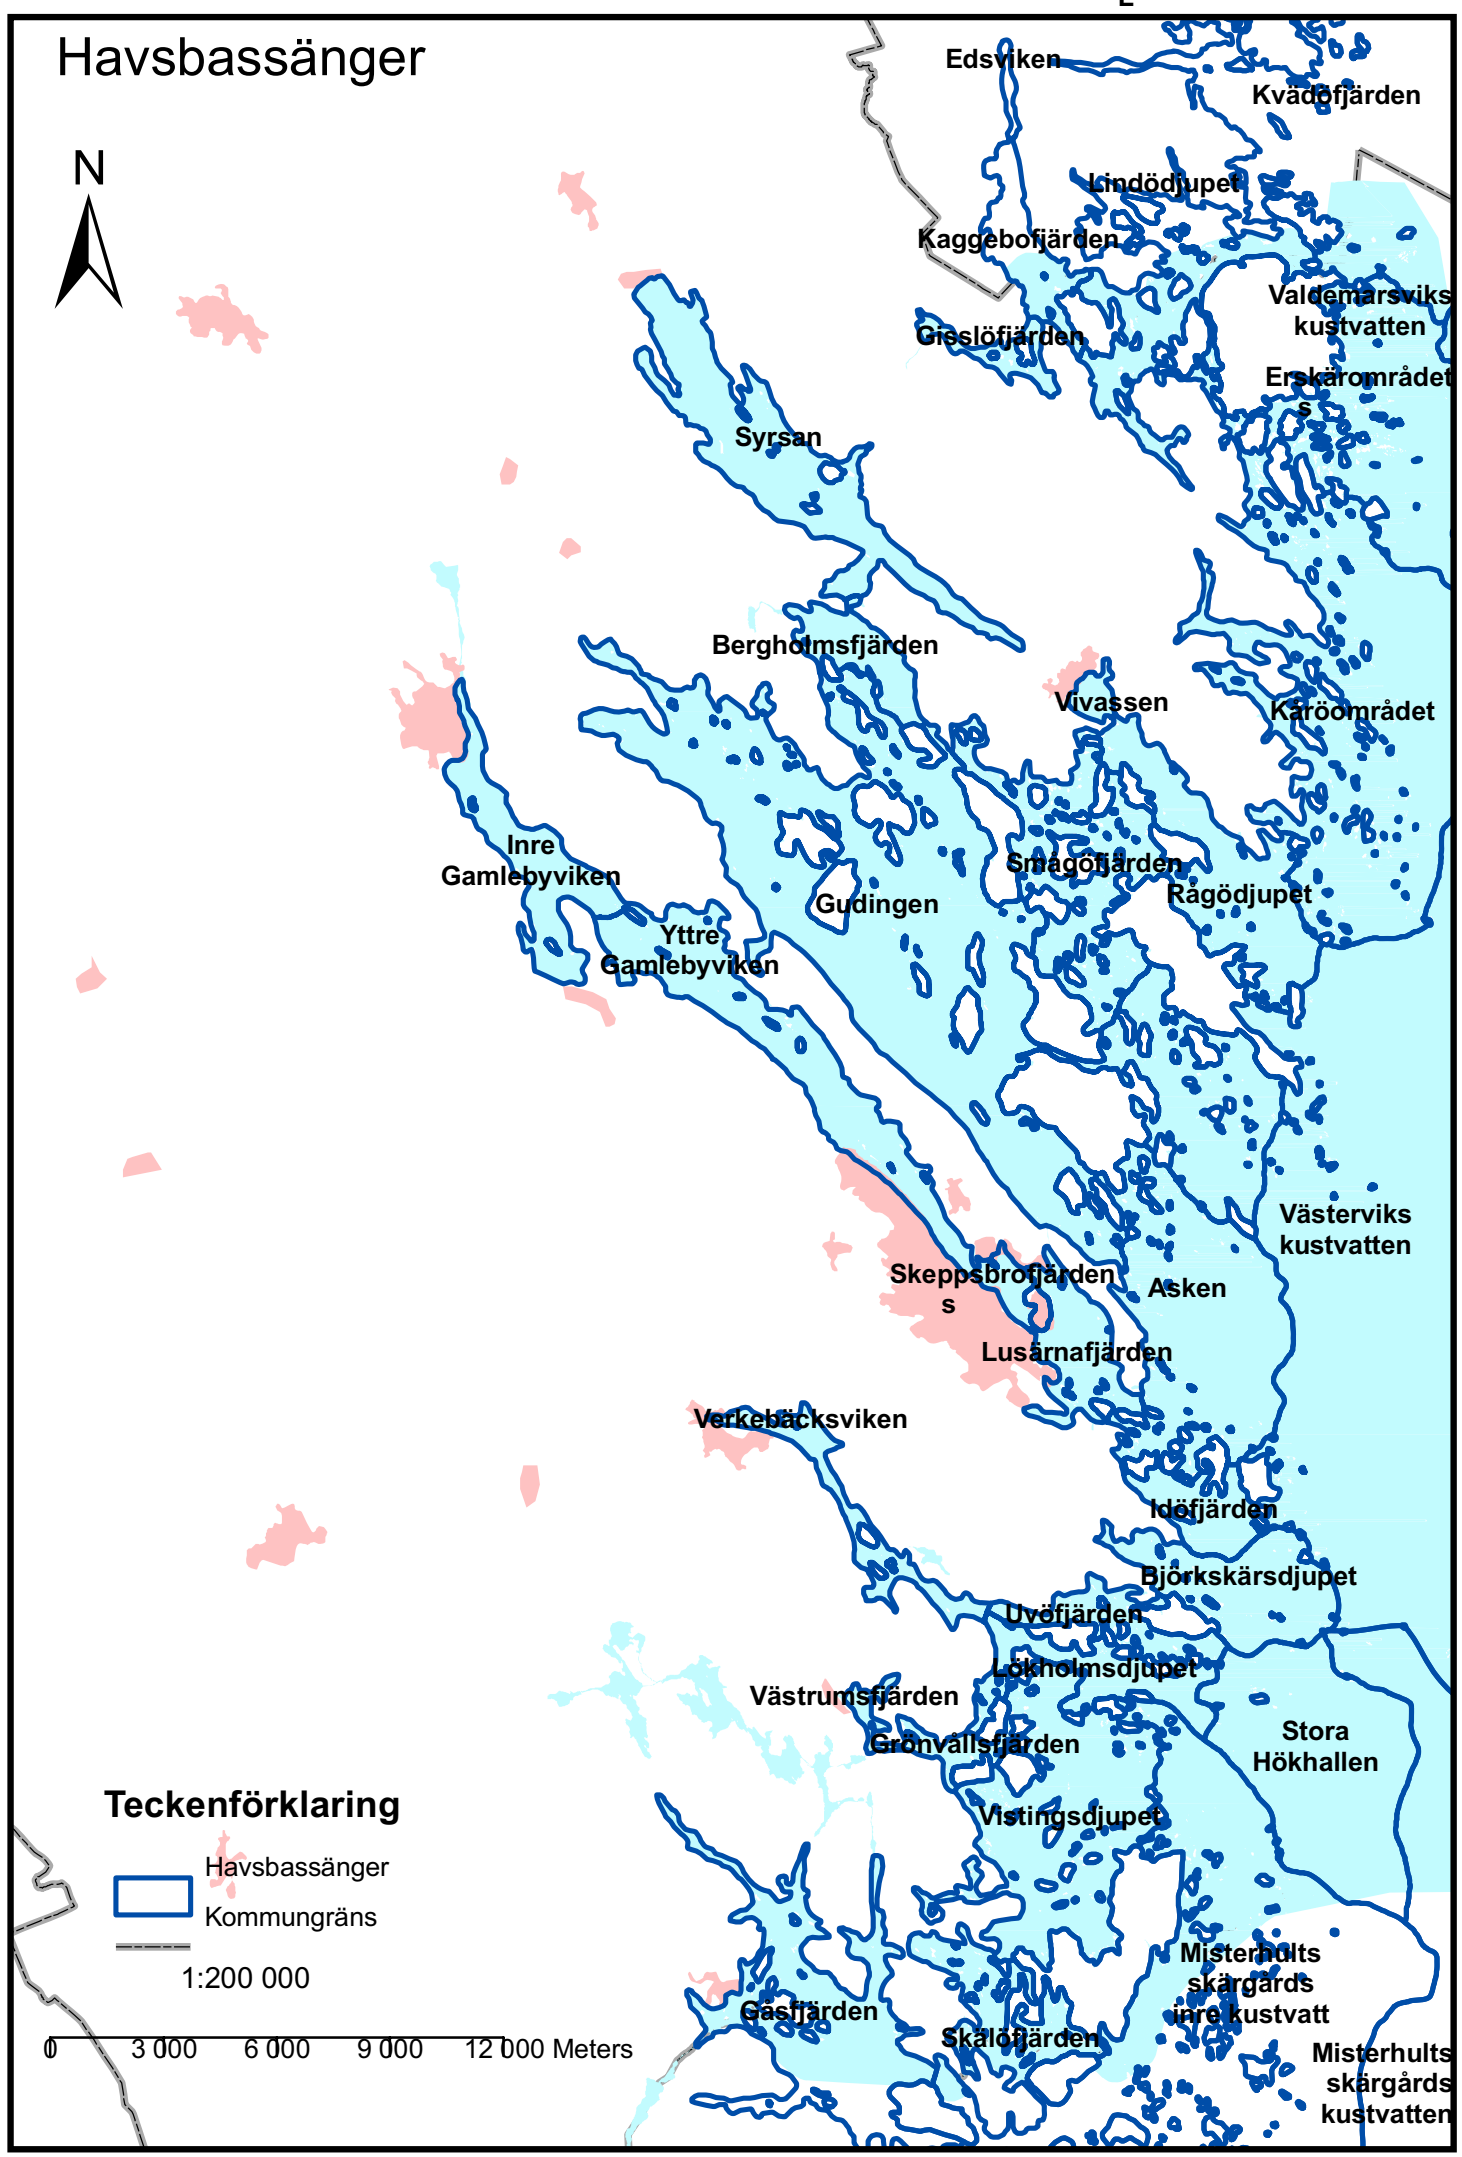 Havsbassänger
N
Edsviken
Kvädöfjärden
Lindödjupet
Kaggebofjärden
Valdemarsviks
kustvatten
Gisslöfjärden
Erskärområdet
s
Syrsan
Bergholmsfjärden
Vivassen
Käröområdet
Inre
Gamlebyviken
Smågöfjärden
Rågödjupet
Gudingen
Yttre
Gamlebyviken
Västerviks
kustvatten
Skeppsbrofjärden
s
Asken
Lusärnafjärden
Verkebäcksviken
Idöfjärden
Björkskärsdjupet
Uvöfjärden
Lökholmsdjupet
Västrumsfjärden
Grönvållsfjärden
Stora
Hökhallen
Vistingsdjupet
Teckenförklaring
Havsbassänger
Kommungräns
1:200 000
Misterhults
skärgårds
inre kustvatt
Gåsfjärden
Skälöfjärden
0 3 000 6 000 9 000 12 000 Meters
Misterhults
skärgårds
kustvatten